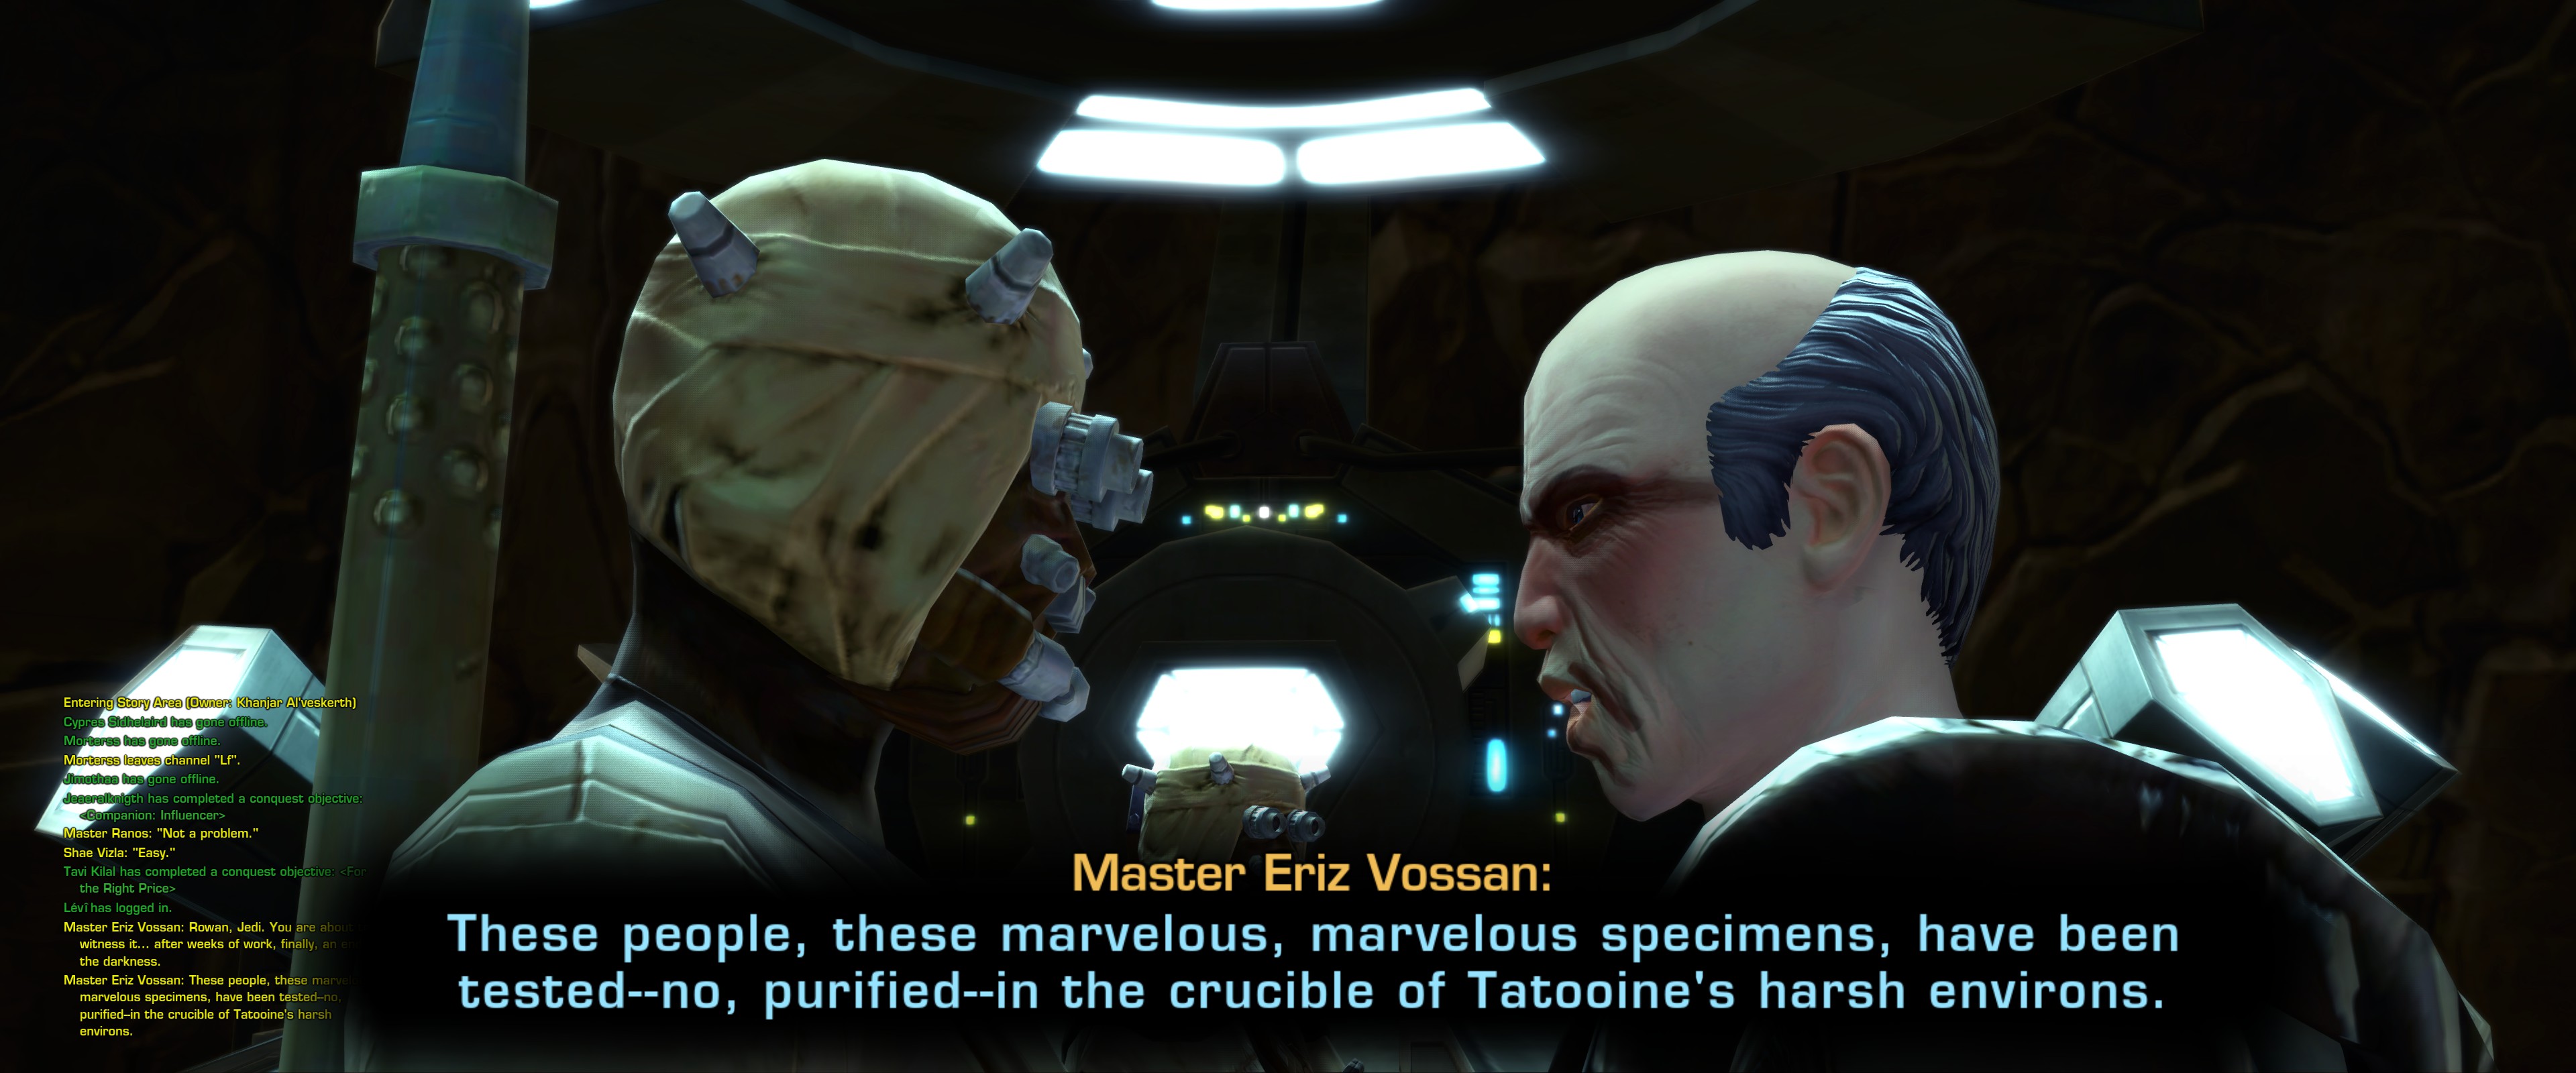 Entering Story Area (Owner: Khanjar Al'veskerth)
Cypres Sidhelaird has gone offline.
Morterss has gone offline.
Morterss leaves channel "Lf".
Jimothaa has gone offline.
Jeaeralknigth has completed a conquest objective:
<Companion: Influencer>
Master Ranos: "Not a problem."
Shae Vizla: "Easy."
Tavi Kilal has completed a conquest objective: <For
the Right Price>
Lévî has logged in.
Master Eriz Vossan: Rowan, Jedi. You are about
witness it... after weeks of work, finally, an
the darkness.
Master Eriz Vossan: These people, these
marvelous specimens, have been tested--no,
purified--in the crucible of Tatooine's harsh
environs.
Master Eriz Vossan:
These people, these marvelous, marvelous specimens, have been
tested--no, purified--in the crucible of Tatooine's harsh environs.